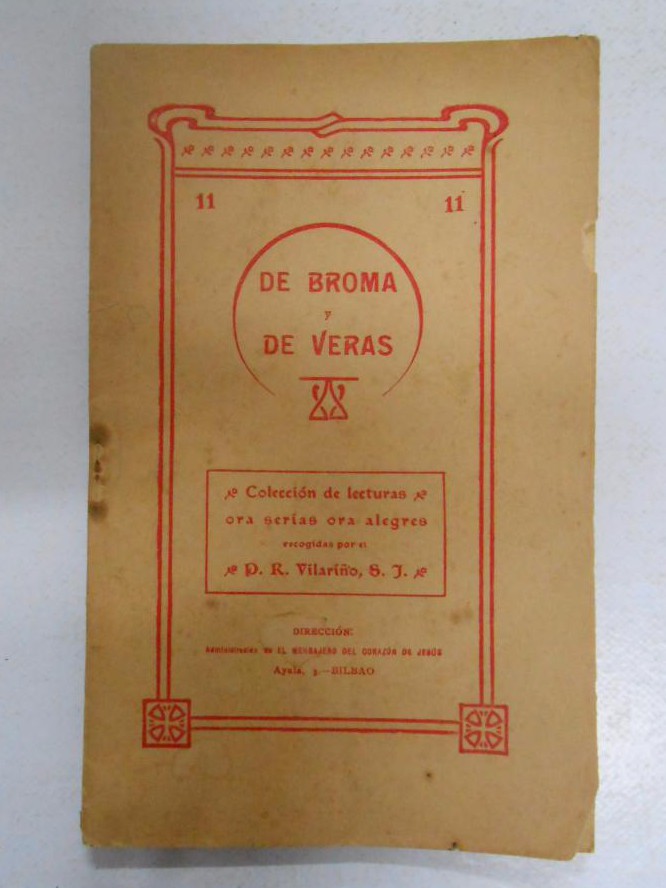 11 11
DE BROMA
y
DE VERAS
Colección de lecturas
ora serias ora alegres
recogidas por el
P. R. Vilariño, S. J.
DIRECCIÓN:
Administración de EL MENSAJERO DEL CORAZÓN DE JESÚS
Ayala, 3.—BILBAO